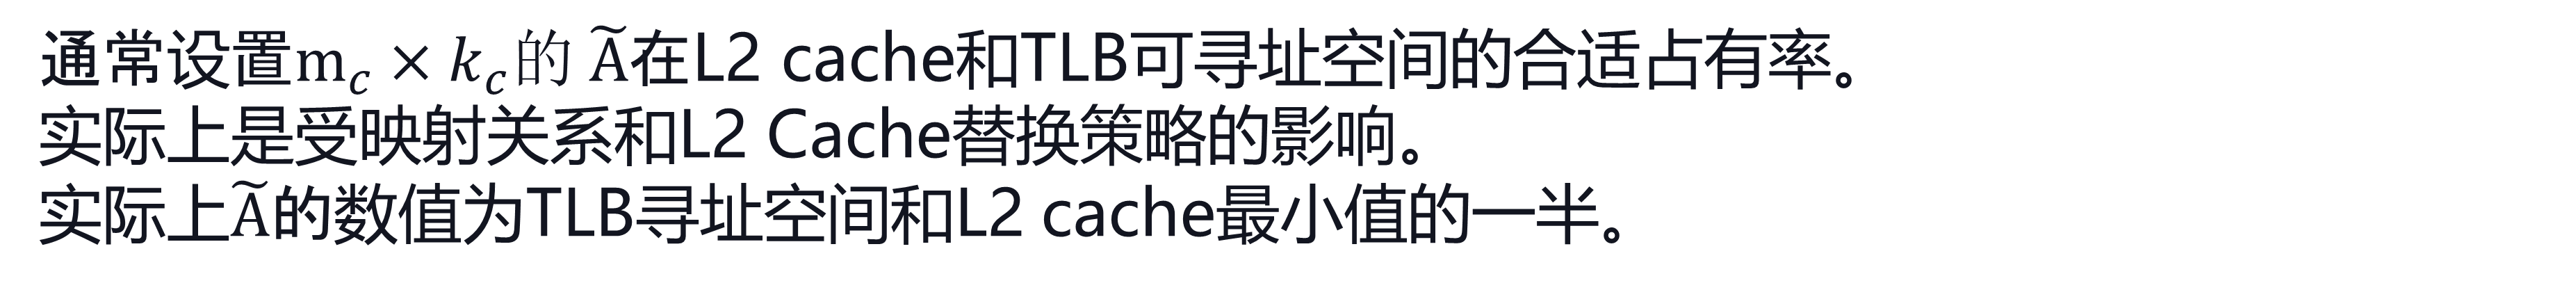 通常设置m_c × k_c的 Ã在L2 cache和TLB可寻址空间的合适占有率。
实际上是受映射关系和L2 Cache替换策略的影响。
实际上Ã的数值为TLB寻址空间和L2 cache最小值的一半。